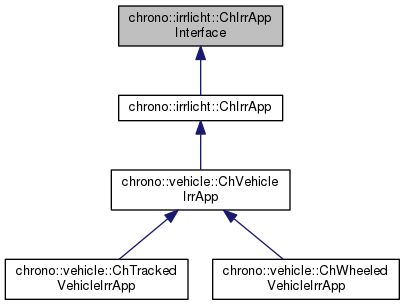 chrono::irrlicht::ChIrrApp
Interface
chrono::irrlicht::ChIrrApp
chrono::vehicle::ChVehicle
IrrApp
chrono::vehicle::ChTracked
VehicleIrrApp
chrono::vehicle::ChWheeled
VehicleIrrApp